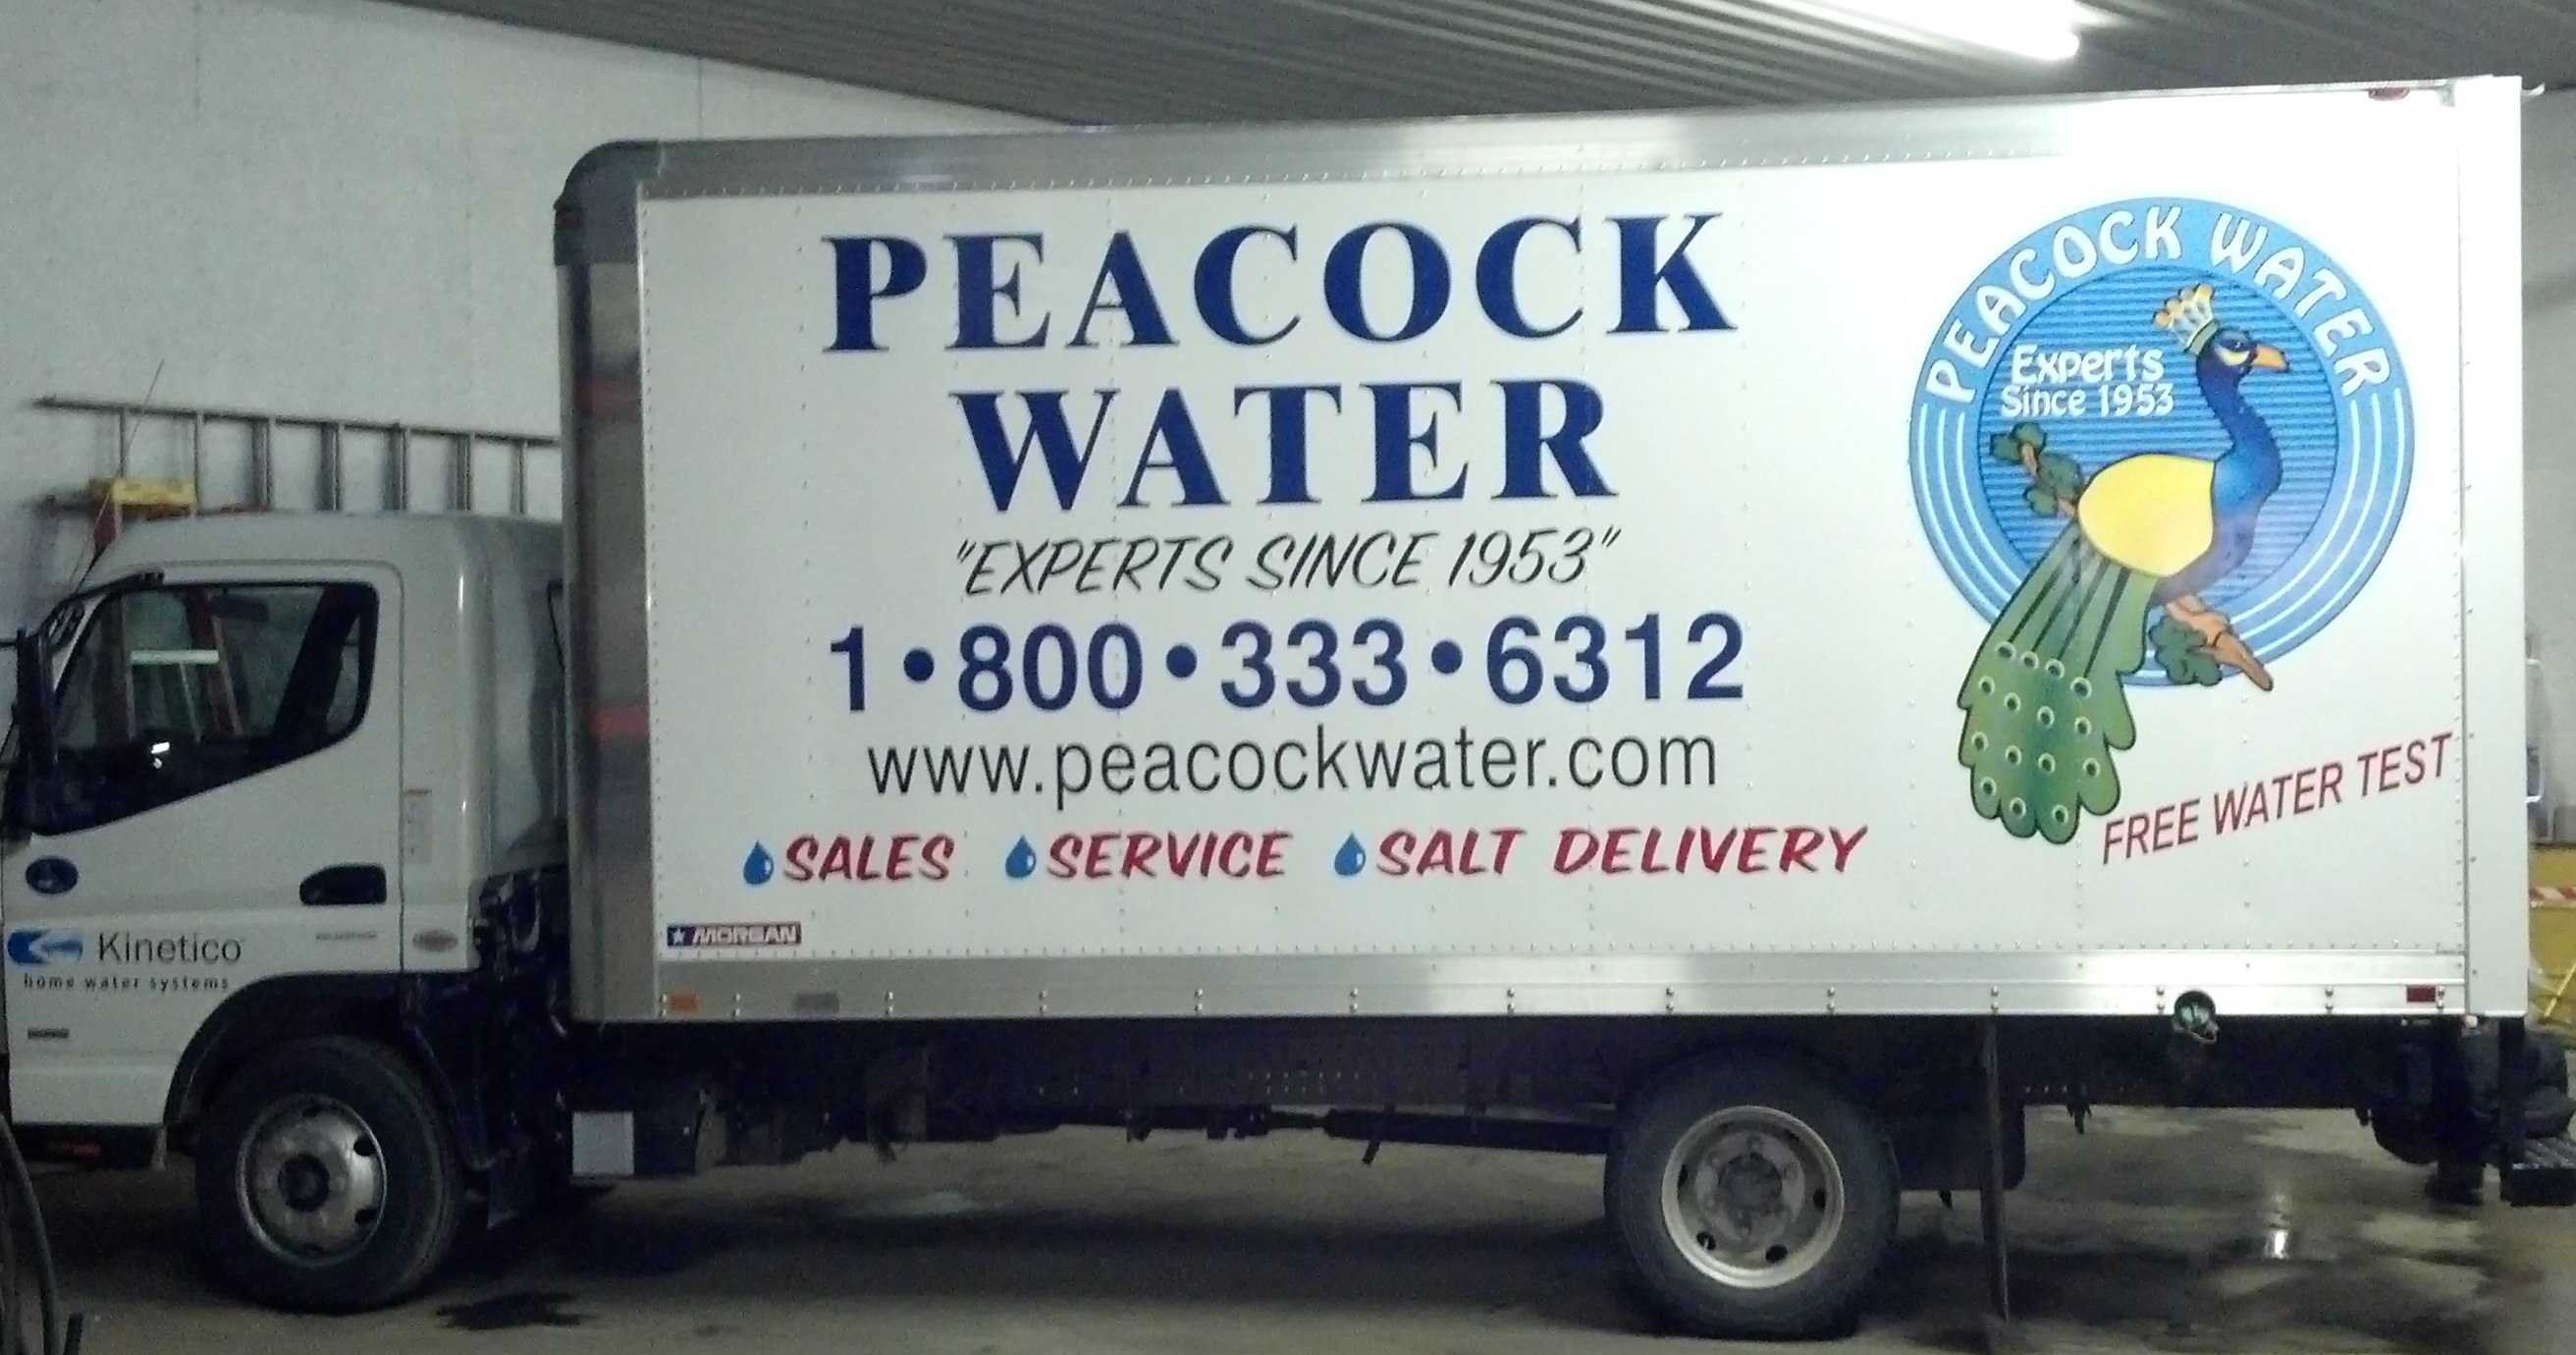 PEACOCK
WATER
"EXPERTS SINCE 1953"
1•800•333•6312
www.peacockwater.com
SALES SERVICE SALT DELIVERY
MORGAN
PEACOCK WATER
Experts
Since 1953
FREE WATER TEST
Kinetico
home water systems